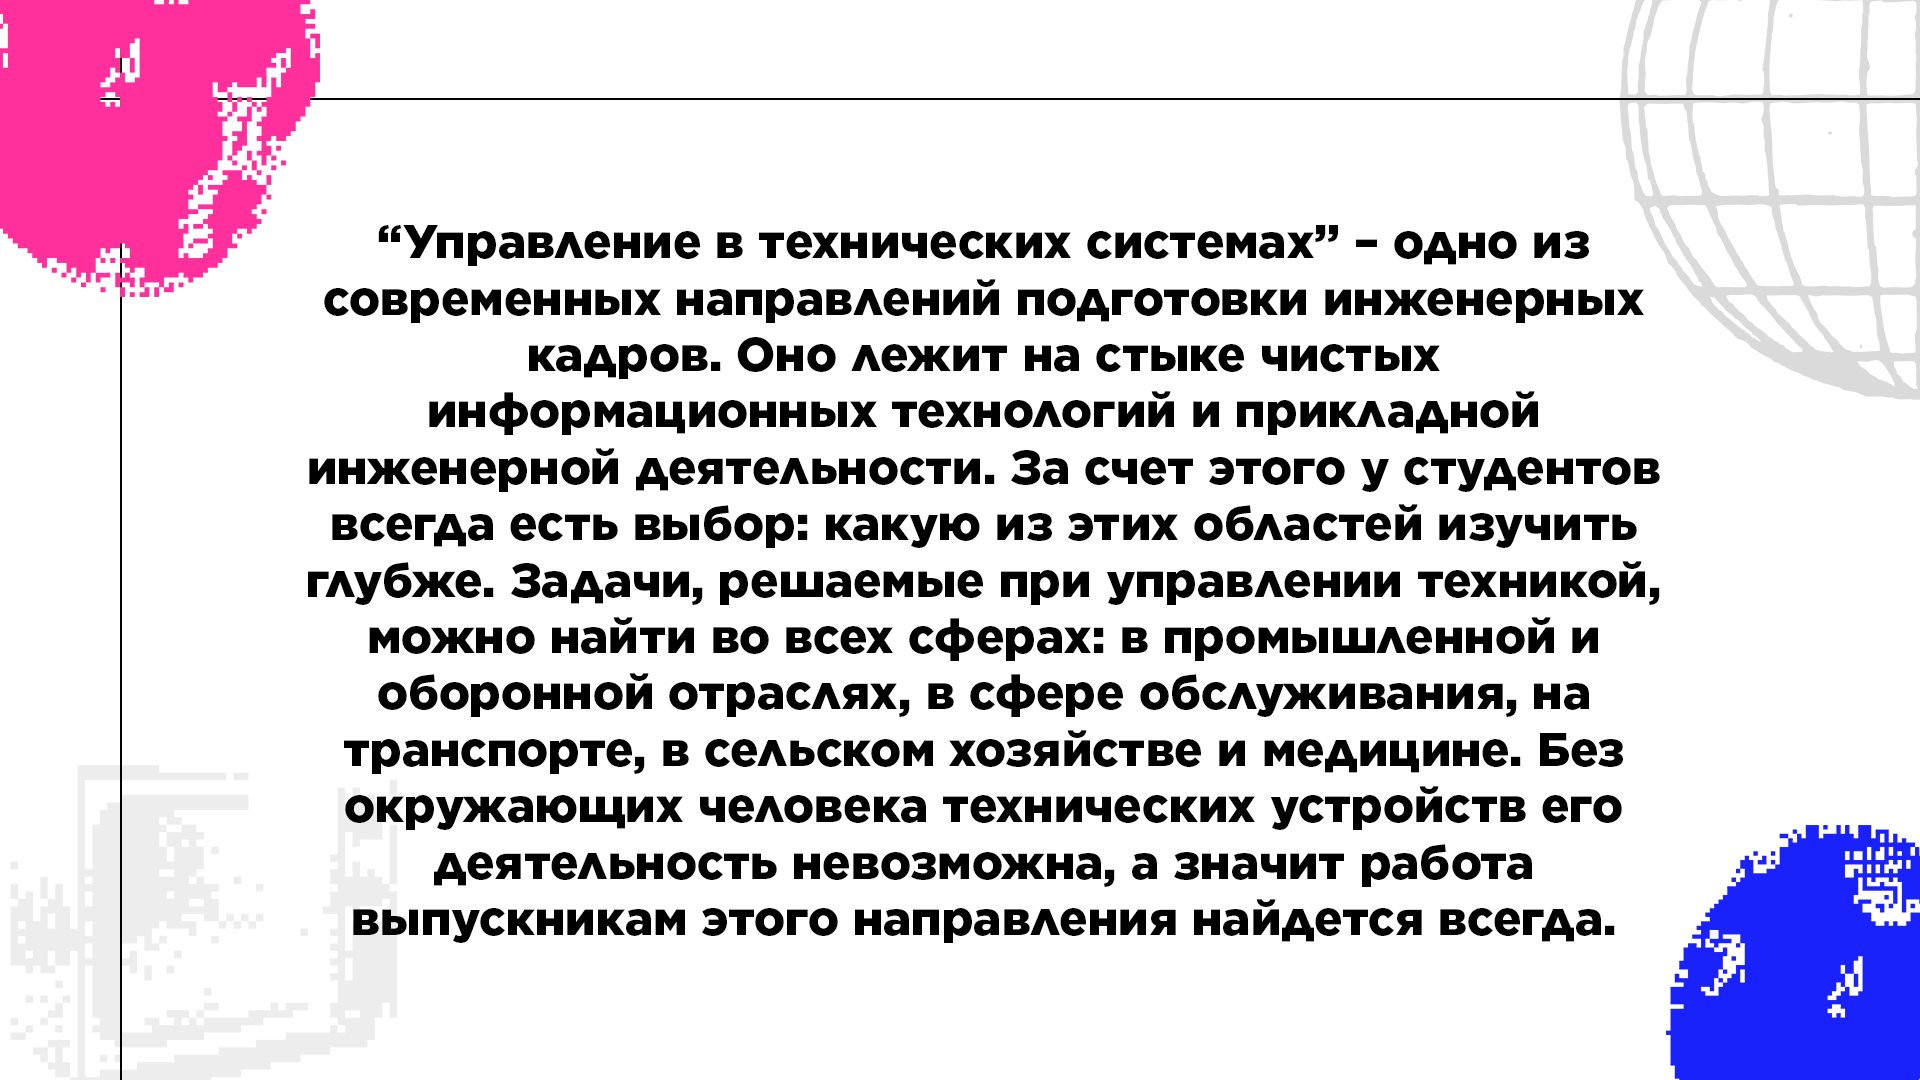 “Управление в технических системах” – одно из
современных направлений подготовки инженерных
кадров. Оно лежит на стыке чистых
информационных технологий и прикладной
инженерной деятельности. За счет этого у студентов
всегда есть выбор: какую из этих областей изучить
глубже. Задачи, решаемые при управлении техникой,
можно найти во всех сферах: в промышленной и
оборонной отраслях, в сфере обслуживания, на
транспорте, в сельском хозяйстве и медицине. Без
окружающих человека технических устройств его
деятельность невозможна, а значит работа
выпускникам этого направления найдется всегда.